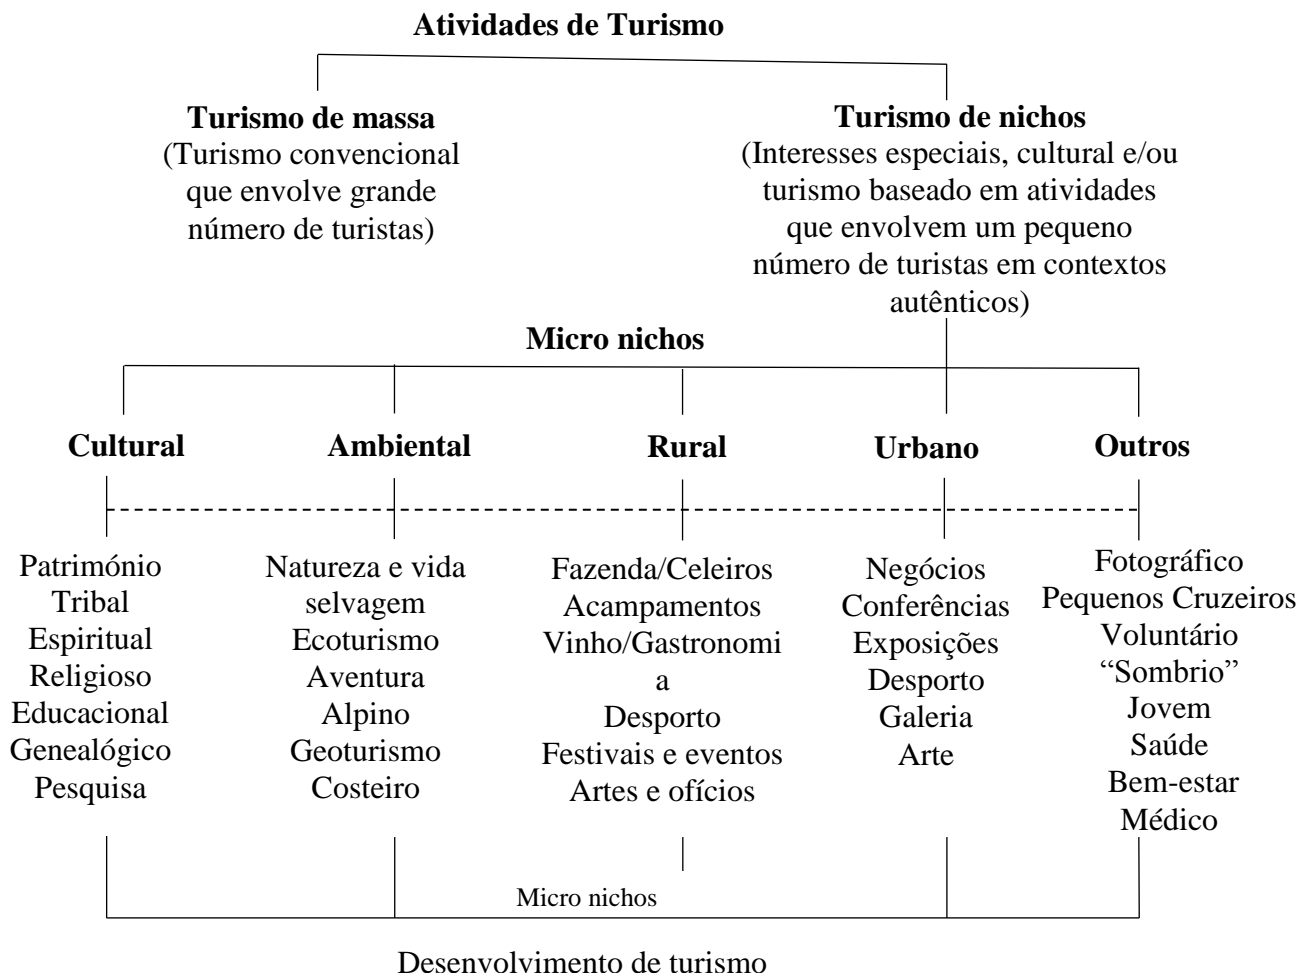 Atividades de Turismo
Turismo de massa
(Turismo convencional
que envolve grande
número de turistas)
Turismo de nichos
(Interesses especiais, cultural e/ou
turismo baseado em atividades
que envolvem um pequeno
número de turistas em contextos
autênticos)
Micro nichos
Cultural
Ambiental
Rural
Urbano
Outros
Património
Tribal
Espiritual
Religioso
Educacional
Genealógico
Pesquisa
Natureza e vida
selvagem
Ecoturismo
Aventura
Alpino
Geoturismo
Costeiro
Fazenda/Celeiros
Acampamentos
Vinho/Gastronomi
a
Desporto
Festivais e eventos
Artes e ofícios
Negócios
Conferências
Exposições
Desporto
Galeria
Arte
Fotográfico
Pequenos Cruzeiros
Voluntário
“Sombrio”
Jovem
Saúde
Bem-estar
Médico
Micro nichos
Desenvolvimento de turismo